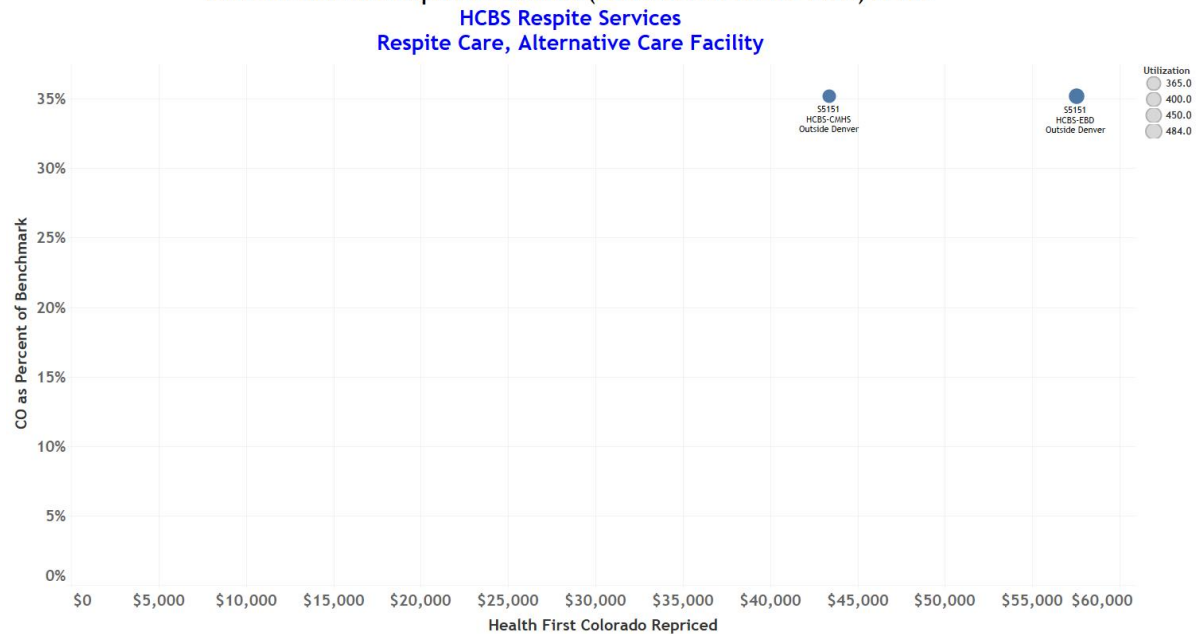 HCBS Respite Services
Respite Care, Alternative Care Facility
Utilization
365.0
400.0
450.0
484.0
35%
30%
25%
20%
15%
10%
5%
0%
CO as Percent of Benchmark
S5151
HCBS-CMHS
Outside Denver
S5151
HCBS-EBD
Outside Denver
$0 $5,000 $10,000 $15,000 $20,000 $25,000 $30,000 $35,000 $40,000 $45,000 $50,000 $55,000 $60,000
Health First Colorado Repriced